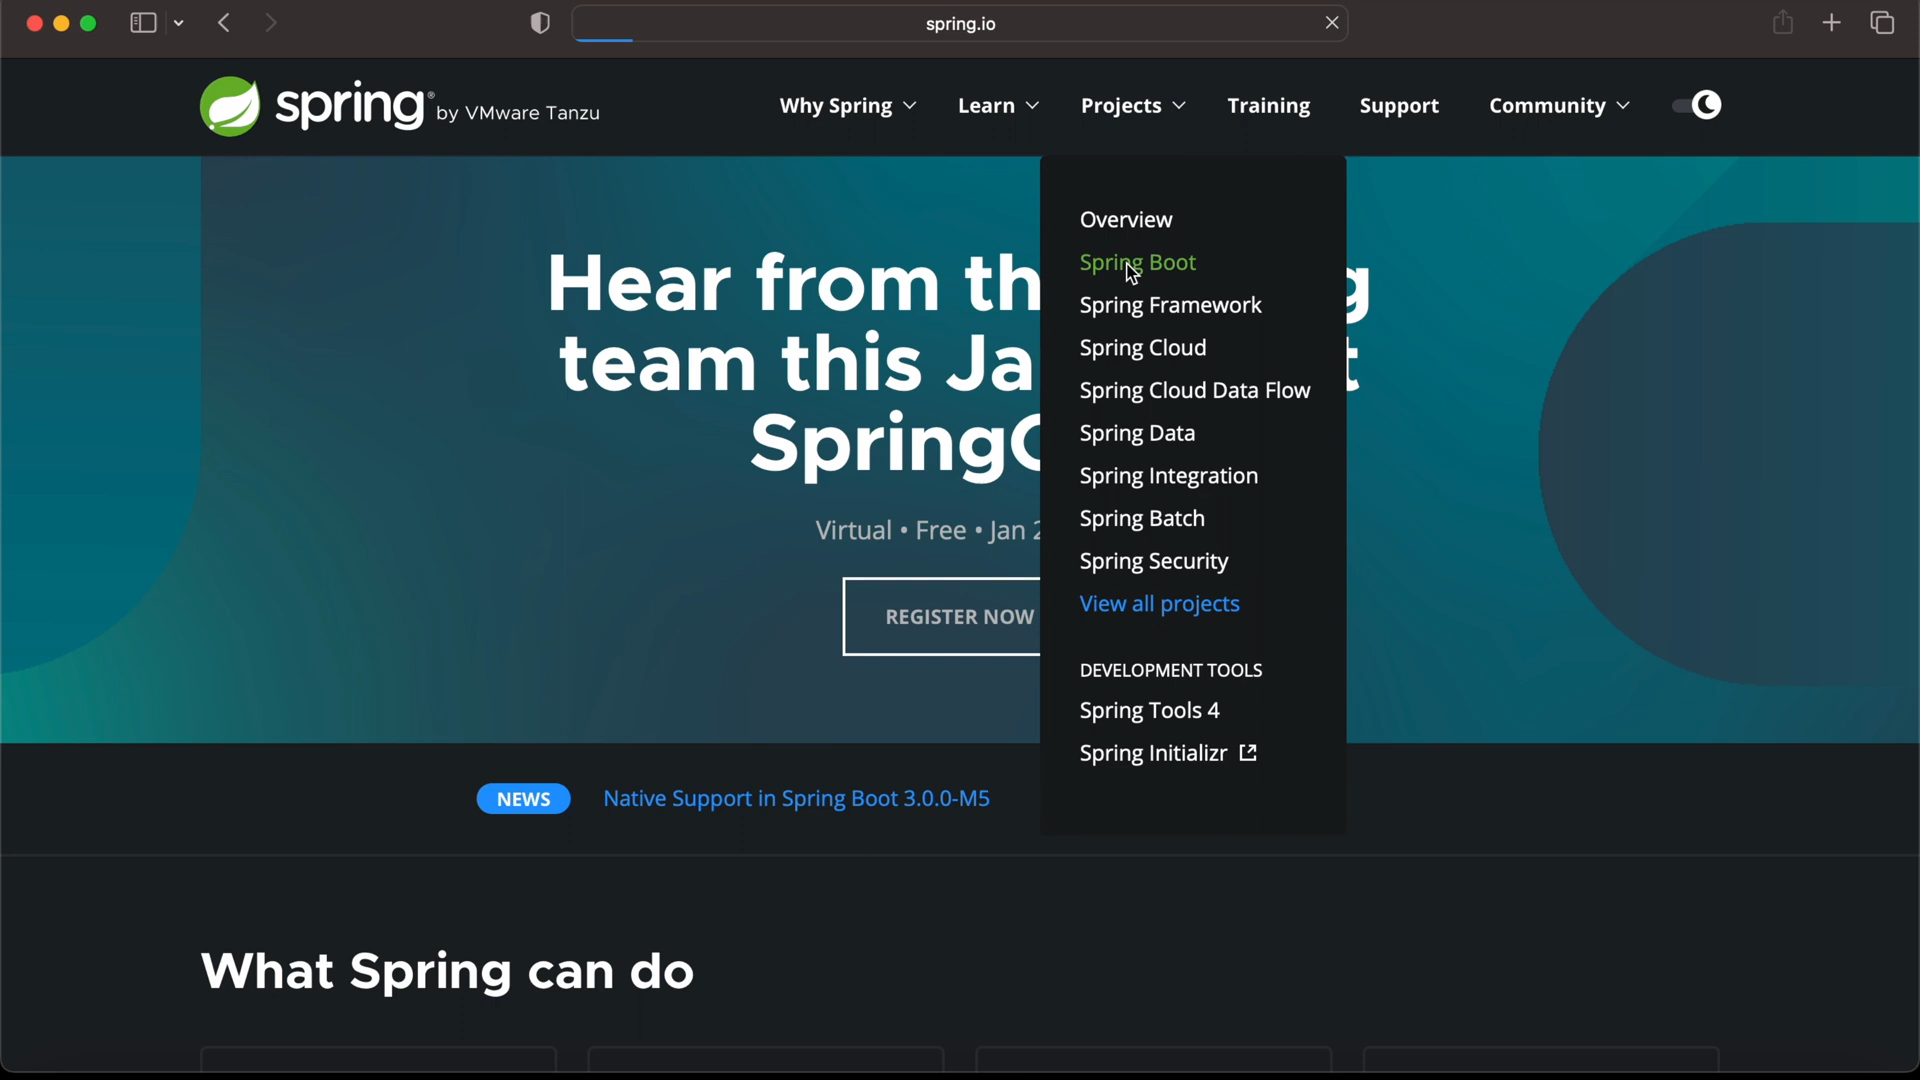 spring.io
spring® by VMware Tanzu
Why Spring
Learn
Projects
Training
Support
Community
Overview
Spring Boot
Spring Framework
Spring Cloud
Spring Cloud Data Flow
Spring Data
Spring Integration
Spring Batch
Spring Security
View all projects
DEVELOPMENT TOOLS
Spring Tools 4
Spring Initializr
Hear from th g
team this Ja t
Spring
Virtual • Free • Jan 2
REGISTER NOW
NEWS
Native Support in Spring Boot 3.0.0-M5
What Spring can do